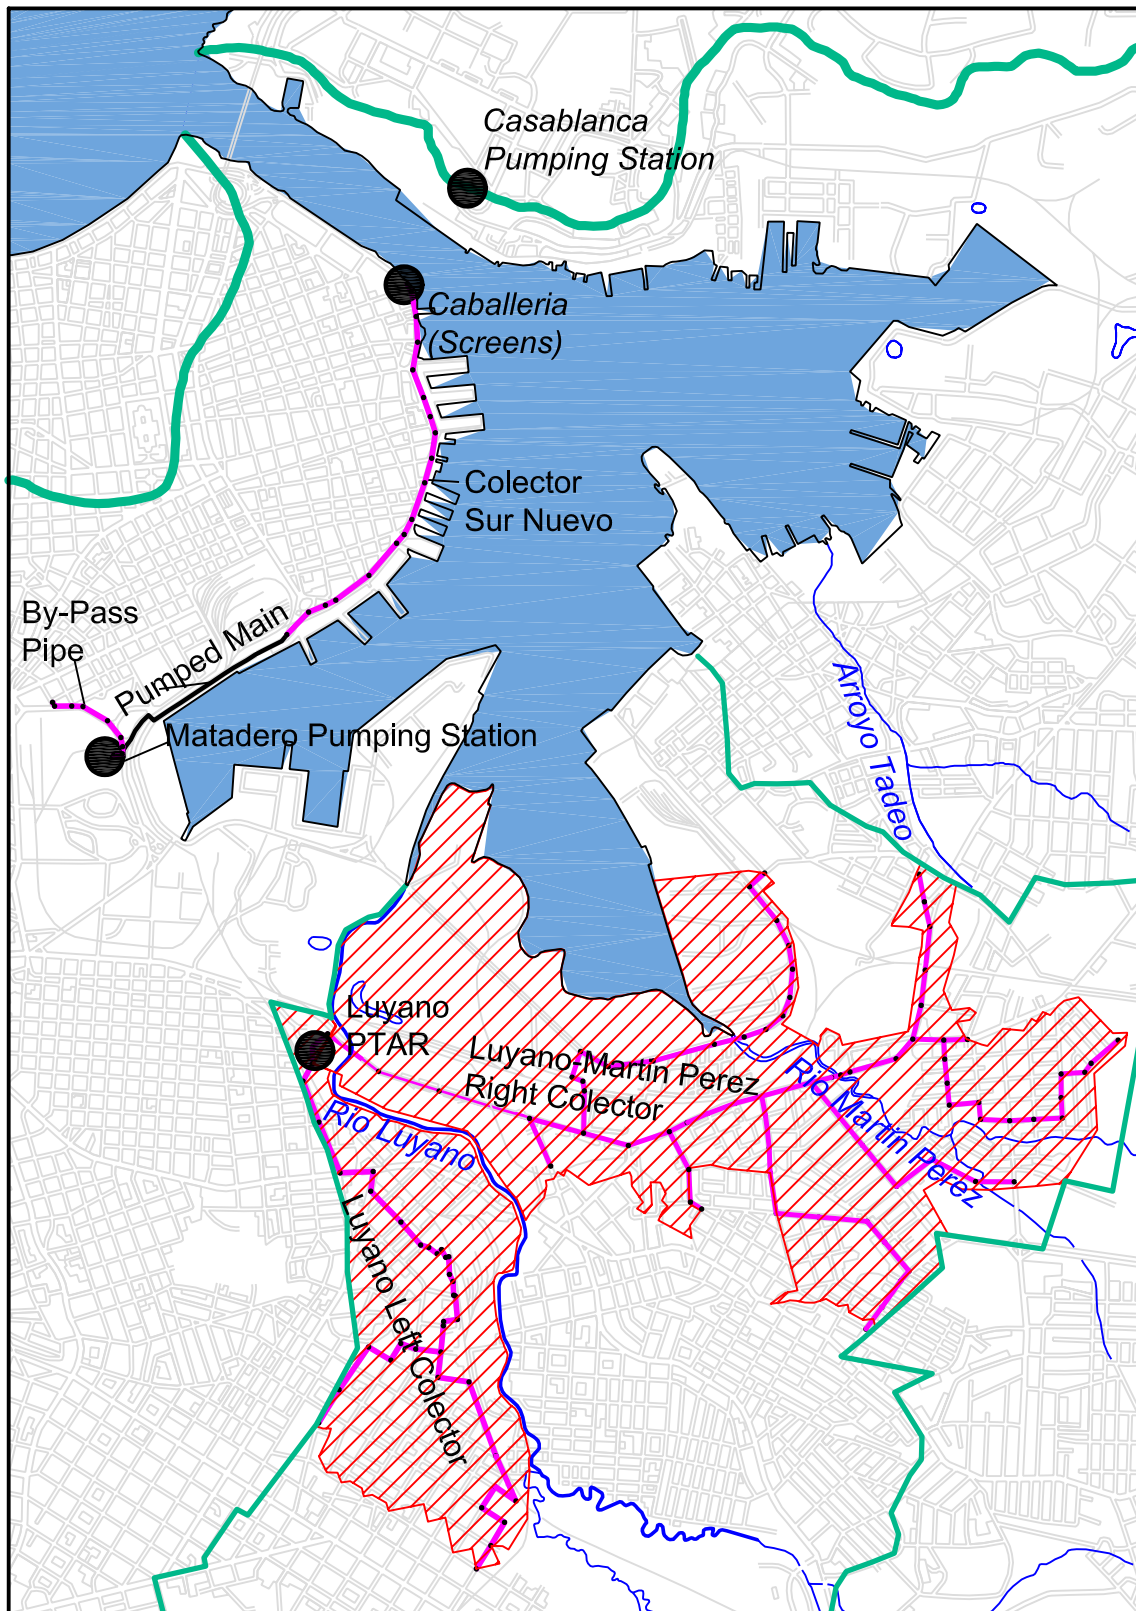 Casablanca
Pumping Station
Caballeria
(Screens)
Colector
Sur Nuevo
By-Pass
Pipe
Pumped Main
Matadero Pumping Station
Arroyo Tadeo
Luyano
PTAR
Luyano-Martin Perez
Right Colector
Rio Martin Perez
Rio Luyano
Luyano Left Colector